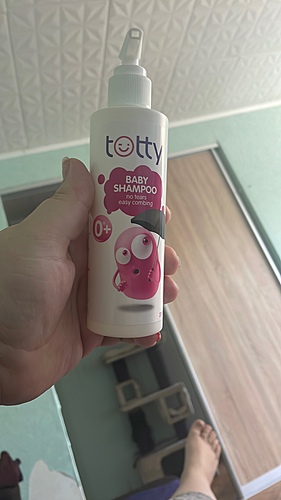 totty
BABY
SHAMPOO
no tears
easy combing
0+